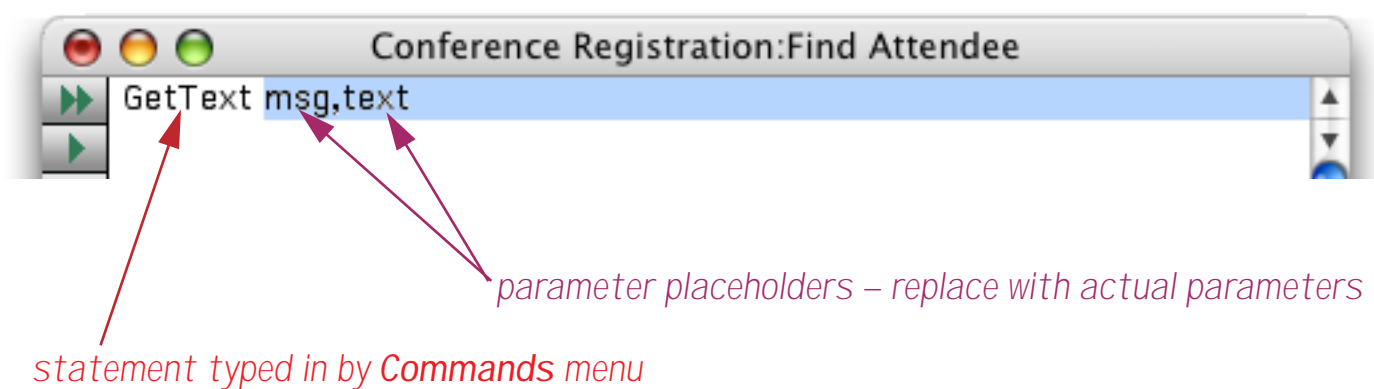 Conference Registration:Find Attendee
GetText msg,text
parameter placeholders – replace with actual parameters
statement typed in by Commands menu